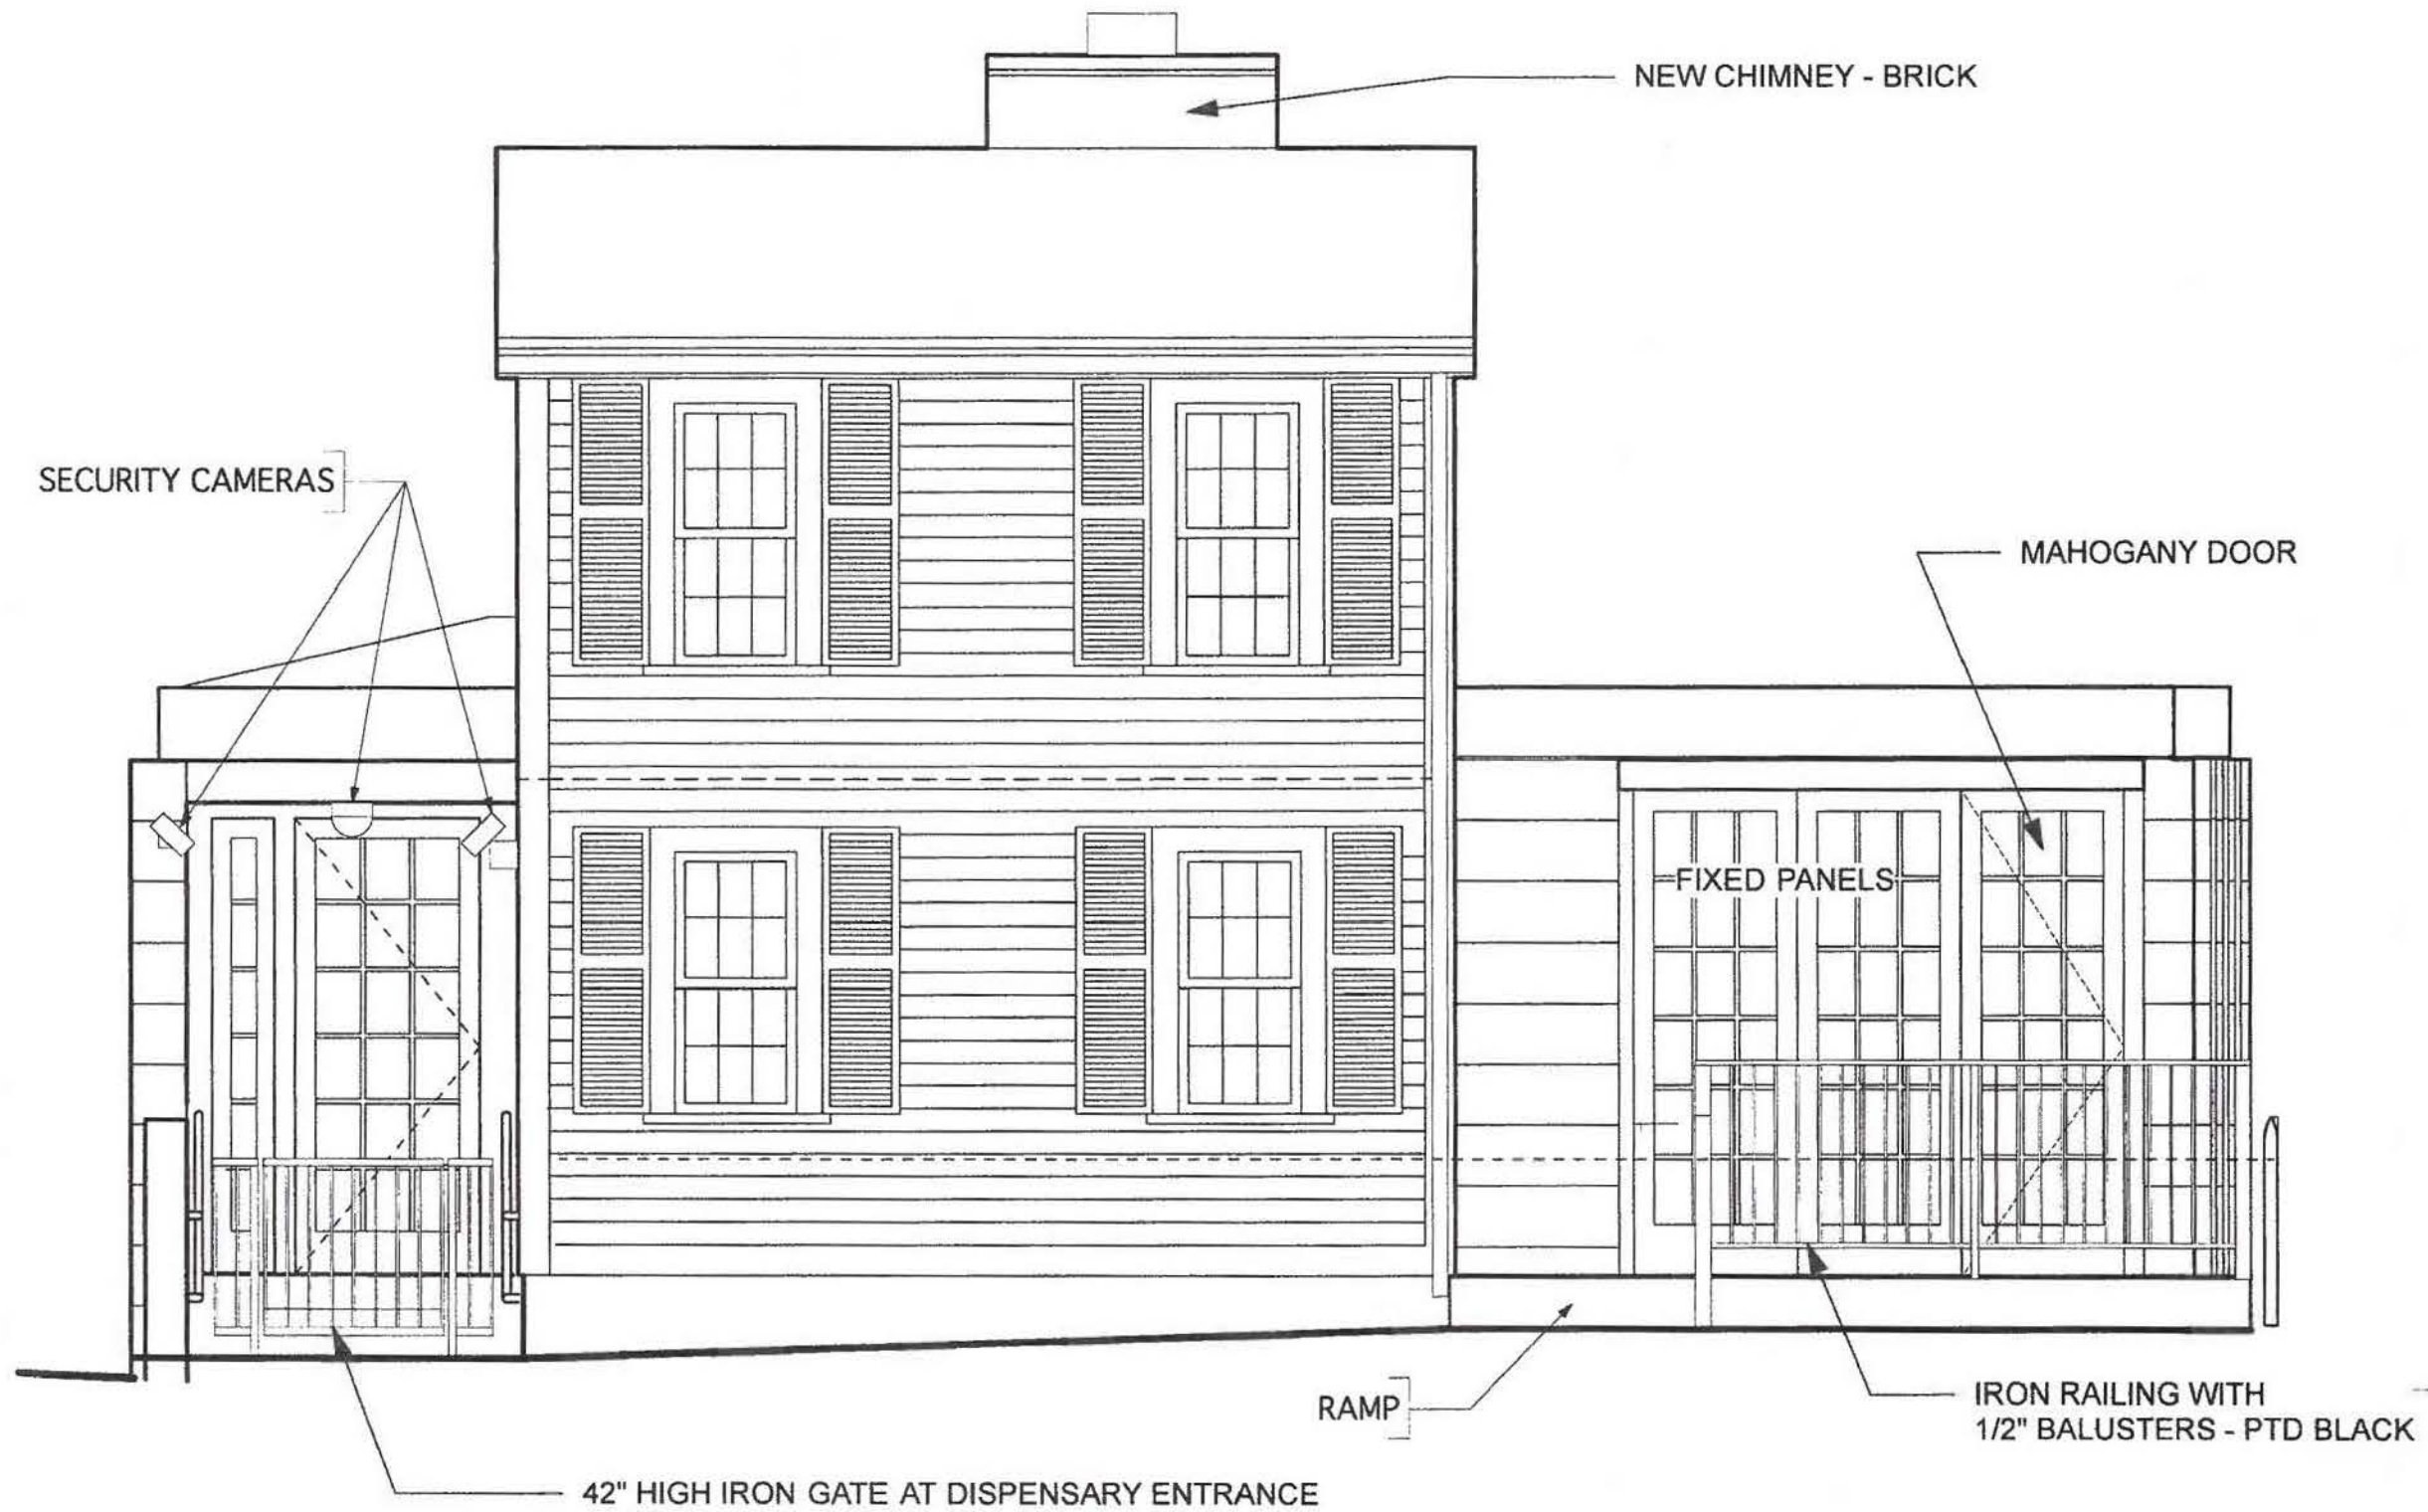 NEW CHIMNEY - BRICK
SECURITY CAMERAS
MAHOGANY DOOR
FIXED PANELS
RAMP
IRON RAILING WITH
1/2" BALUSTERS - PTD BLACK
42" HIGH IRON GATE AT DISPENSARY ENTRANCE